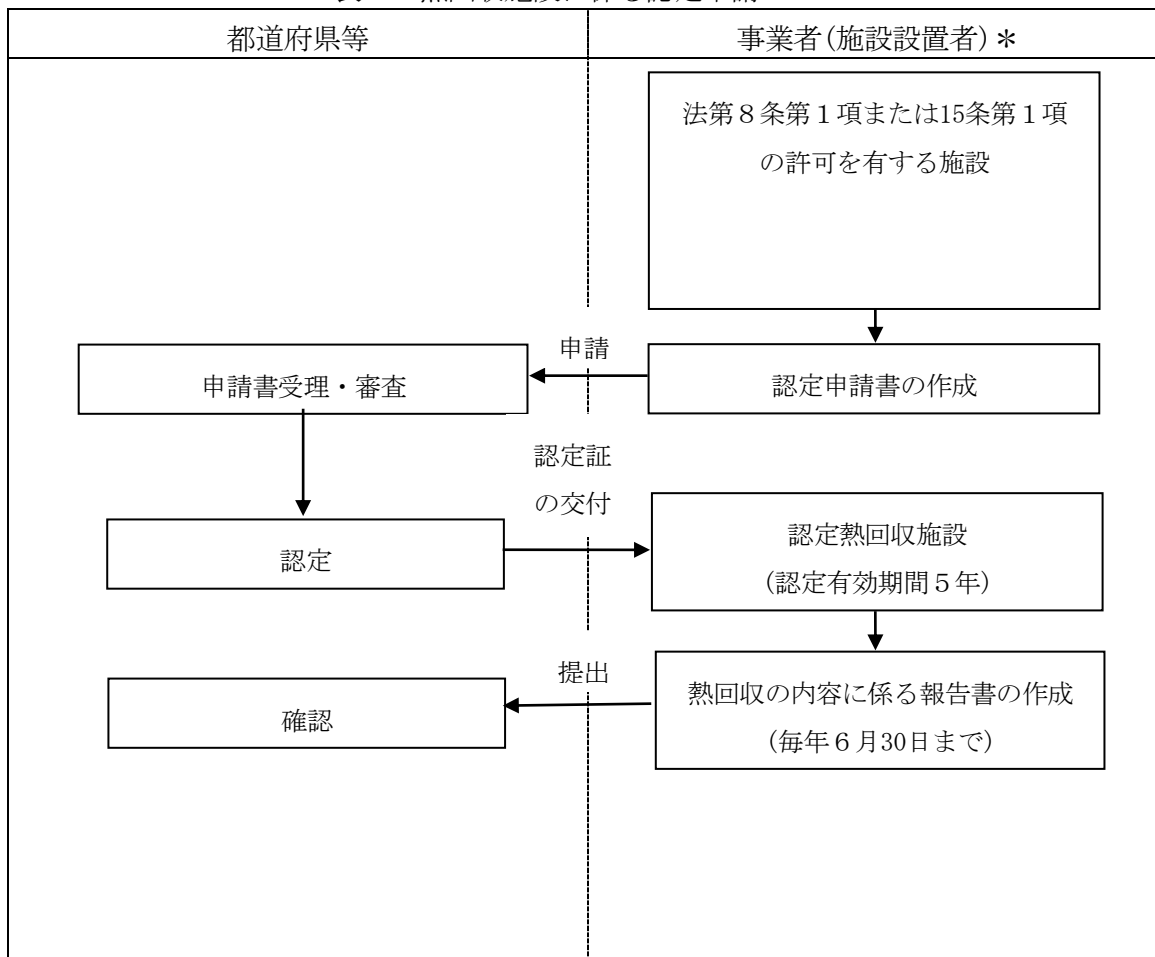 都道府県等
事業者(施設設置者)＊
法第８条第１項または15条第１項
の許可を有する施設
申請
申請書受理・審査
認定申請書の作成
認定証
の交付
認定
認定熱回収施設
(認定有効期間５年)
提出
確認
熱回収の内容に係る報告書の作成
(毎年６月30日まで)